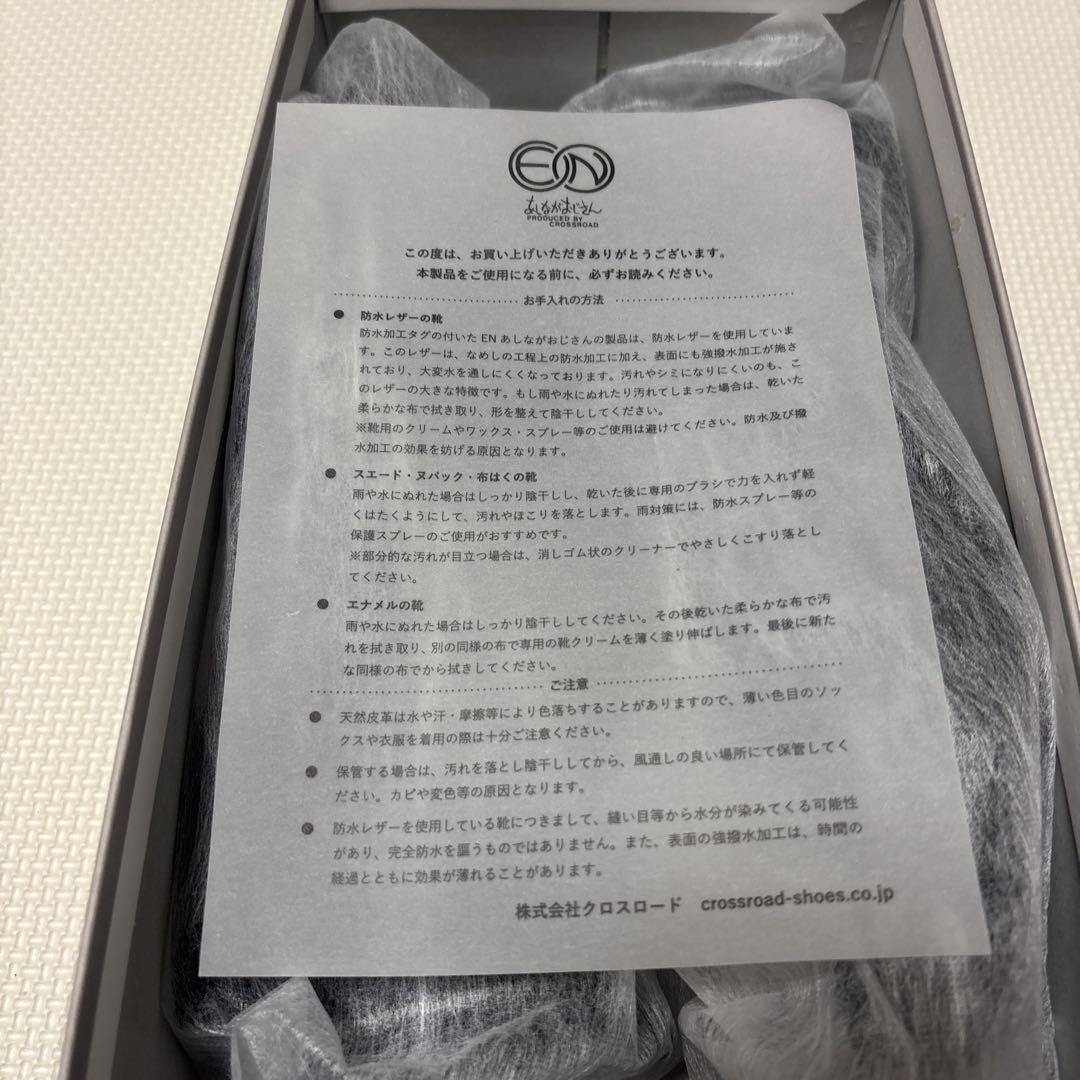 EN
あしながおじさん
PRODUCED BY
CROSSROAD
この度は、お買い上げいただきありがとうございます。
本製品をご使用になる前に、必ずお読みください。
お手入れの方法
● 防水レザーの靴
防水加工タグの付いた EN あしながおじさんの製品は、防水レザーを使用していま
す。このレザーは、なめしの工程上の防水加工に加え、表面にも強撥水加工が施さ
れており、大変水を通しにくくなっております。汚れやシミになりにくいのも、こ
のレザーの大きな特徴です。もし雨や水にぬれたり汚れてしまった場合は、乾いた
柔らかな布で拭き取り、形を整えて陰干ししてください。
※靴用のクリームやワックス・スプレー等のご使用は避けてください。防水及び撥
水加工の効果を妨げる原因となります。
● スエード・ヌバック・布はくの靴
雨や水にぬれた場合はしっかり陰干しし、乾いた後に専用のブラシで力を入れず軽
くはたくようにして、汚れやほこりを落とします。雨対策には、防水スプレー等の
保護スプレーのご使用がおすすめです。
※部分的な汚れが目立つ場合は、消しゴム状のクリーナーでやさしくこすり落とし
てください。
● エナメルの靴
雨や水にぬれた場合はしっかり陰干ししてください。その後乾いた柔らかな布で汚
れを拭き取り、別の同様の布で専用の靴クリームを薄く塗り伸ばします。最後に新た
な同様の布でから拭きしてください。
ご注意
● 天然皮革は水や汗・摩擦等により色落ちすることがありますので、薄い色目のソッ
クスや衣服を着用の際は十分ご注意ください。
● 保管する場合は、汚れを落とし陰干ししてから、風通しの良い場所にて保管してく
ださい。カビや変色等の原因となります。
● 防水レザーを使用している靴につきまして、縫い目等から水分が染みてくる可能性
があり、完全防水を謳うものではありません。また、表面の強撥水加工は、時間の
経過とともに効果が薄れることがあります。
株式会社クロスロード crossroad-shoes.co.jp